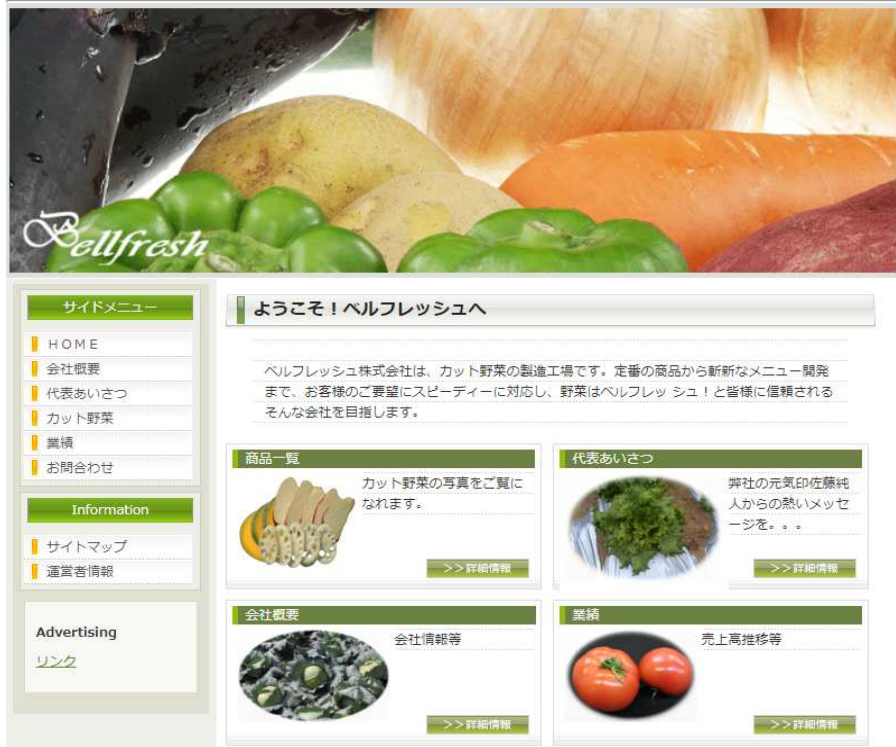 Bellfresh
サイドメニュー
HOME
会社概要
代表あいさつ
カット野菜
業績
お問合わせ
Information
サイトマップ
運営者情報
Advertising
リンク
ようこそ！ベルフレッシュへ
ベルフレッシュ株式会社は、カット野菜の製造工場です。定番の商品から斬新なメニュー開発
まで、お客様のご要望にスピーディーに対応し、野菜はベルフレッ シュ！と皆様に信頼される
そんな会社を目指します。
商品一覧
カット野菜の写真をご覧に
なれます。
>>詳細情報
代表あいさつ
弊社の元気印佐藤純
人からの熱いメッセ
ージを。。。
>>詳細情報
会社概要
会社情報等
>>詳細情報
業績
売上高推移等
>>詳細情報